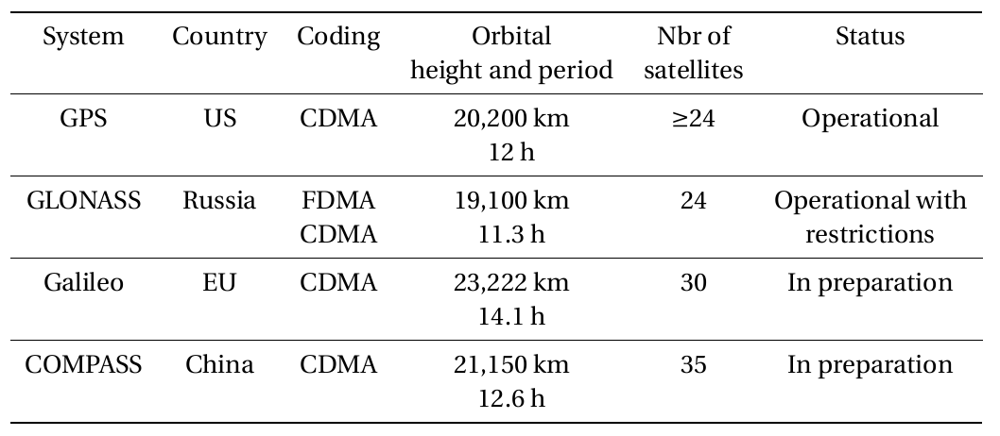 System Country Coding Orbital Nbr of Status
height and period satellites
GPS US CDMA 20,200 km ≥24 Operational
12 h
GLONASS Russia FDMA 19,100 km 24 Operational with
CDMA 11.3 h restrictions
Galileo EU CDMA 23,222 km 30 In preparation
14.1 h
COMPASS China CDMA 21,150 km 35 In preparation
12.6 h